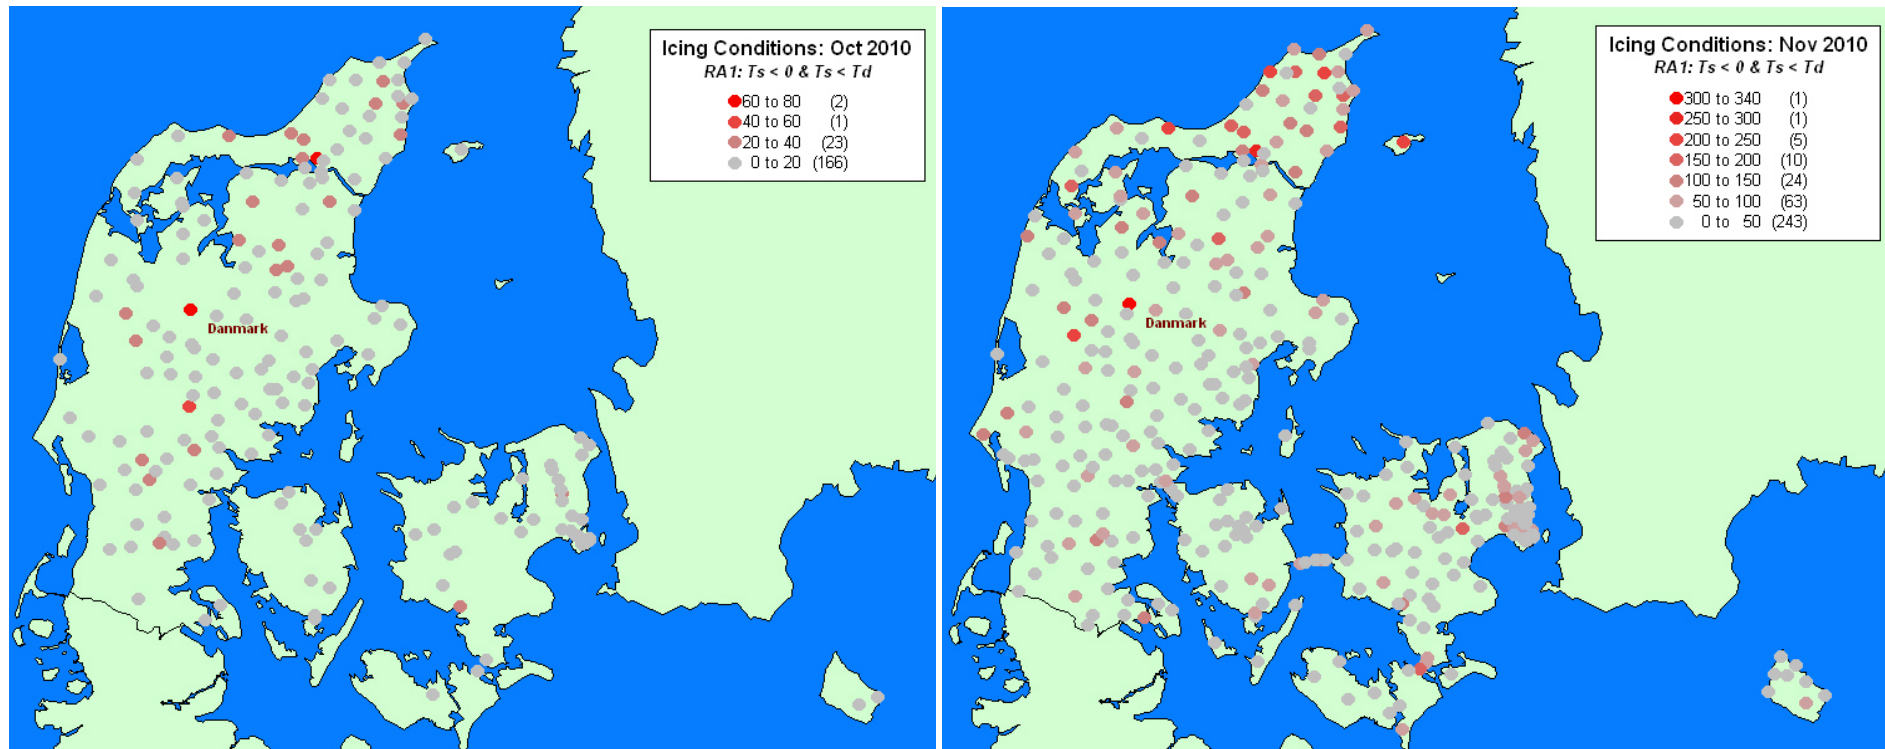 Icing Conditions: Oct 2010
RA1: Ts < 0 & Ts < Td
60 to 80 (2)
40 to 60 (1)
20 to 40 (23)
0 to 20 (166)
Danmark
Icing Conditions: Nov 2010
RA1: Ts < 0 & Ts < Td
300 to 340 (1)
250 to 300 (1)
200 to 250 (5)
150 to 200 (10)
100 to 150 (24)
50 to 100 (63)
0 to 50 (243)
Danmark